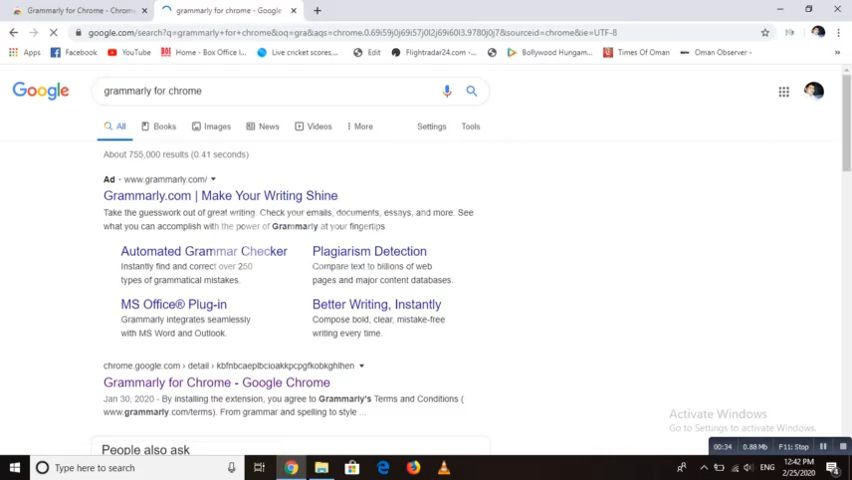 Grammarly for Chrome - Chrome
grammarly for chrome - Google
google.com/search?q=grammarly+for+chrome&oq=gra&aqs=chrome.0.69i59j0j69i57j0l2j69i60l3.9780j0j7&sourceid=chrome&ie=UTF-8
Apps Facebook YouTube Home - Box Office I... Live cricket scores,... Edit Flightradar24.com -... Bollywood Hungam... Times Of Oman Oman Observer -
Google grammarly for chrome
All Books Images News Videos More Settings Tools
About 755,000 results (0.41 seconds)
Ad · www.grammarly.com/
Grammarly.com | Make Your Writing Shine
Take the guesswork out of great writing. Check your emails, documents, essays, and more. See
what you can accomplish with the power of Grammarly at your fingertips.
Automated Grammar Checker Plagiarism Detection
Instantly find and correct over 250 Compare text to billions of web
types of grammatical mistakes. pages and major content databases.
MS Office® Plug-in Better Writing, Instantly
Grammarly integrates seamlessly Compose bold, clear, mistake-free
with MS Word and Outlook. writing every time.
chrome.google.com › detail › kbfnbcaeplbcioakkpcpgfkobkghlhen
Grammarly for Chrome - Google Chrome
Jan 30, 2020 - By installing the extension, you agree to Grammarly's Terms and Conditions (
www.grammarly.com/terms). From grammar and spelling to style ...
People also ask
Activate Windows
Go to Settings to activate Windows.
00:34 0.88 Mb F11: Stop
Type here to search
ENG
12:42 PM
2/25/2020
4